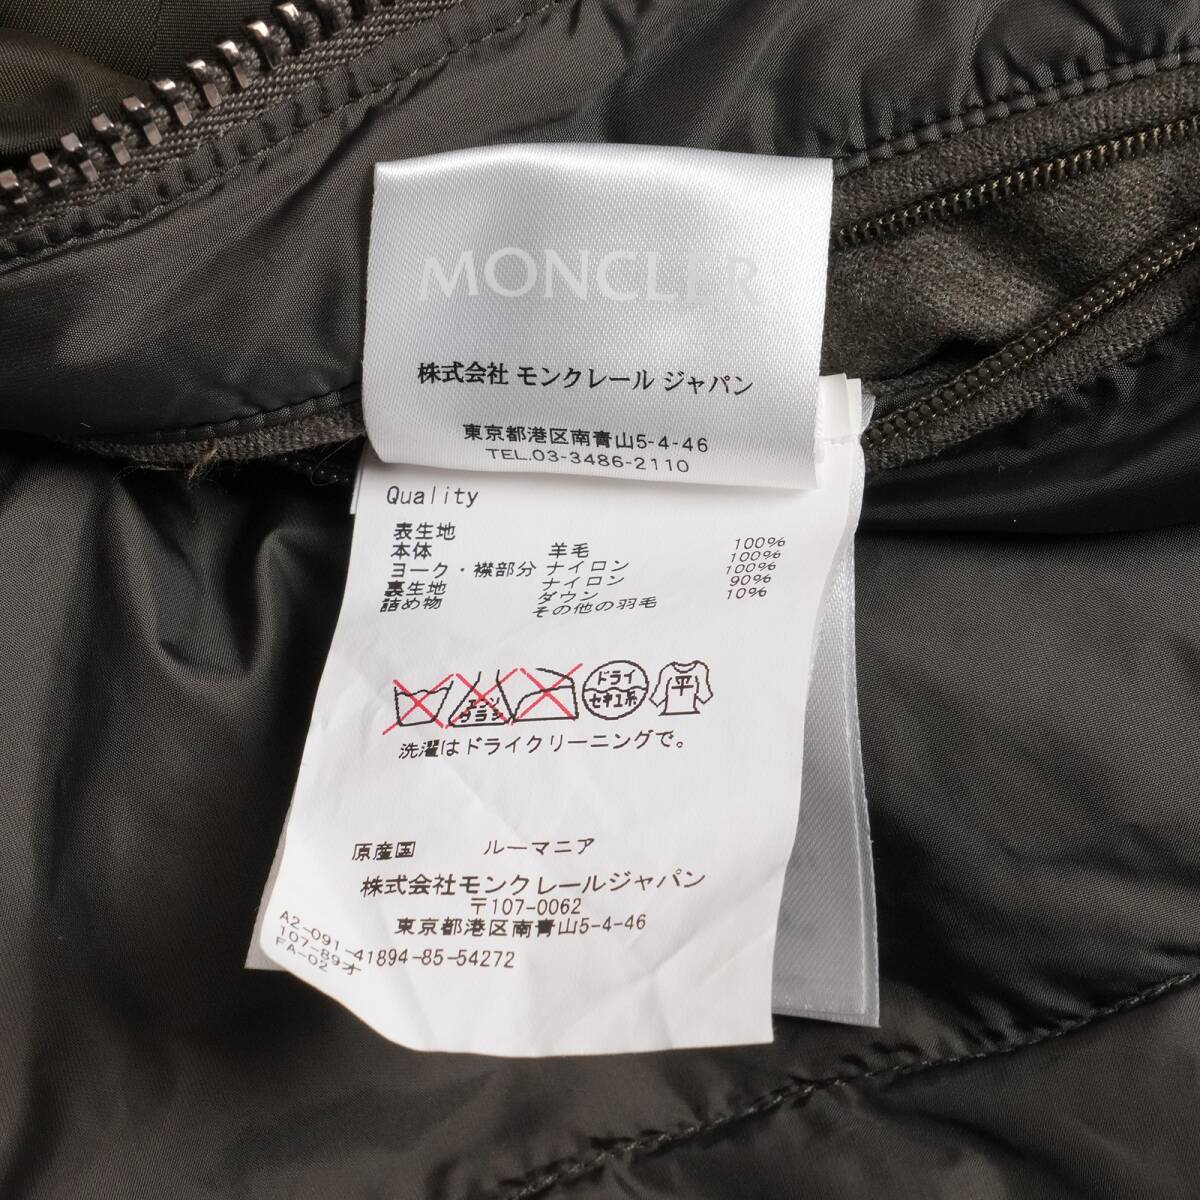 MONCLER
株式会社 モンクレール ジャパン
東京都港区南青山5-4-46
TEL.03-3486-2110
Quality
表生地
本体 羊毛 100%
ヨーク・襟部分 ナイロン 100%
裏生地 ナイロン 100%
詰め物 ダウン 90%
その他の羽毛 10%
エンソ
サラシ
ドライ
セキユ系
平
洗濯はドライクリーニングで。
原産国 ルーマニア
株式会社モンクレールジャパン
〒107-0062
東京都港区南青山5-4-46
A2-091-41894-85-54272
107-89オ
FA-02